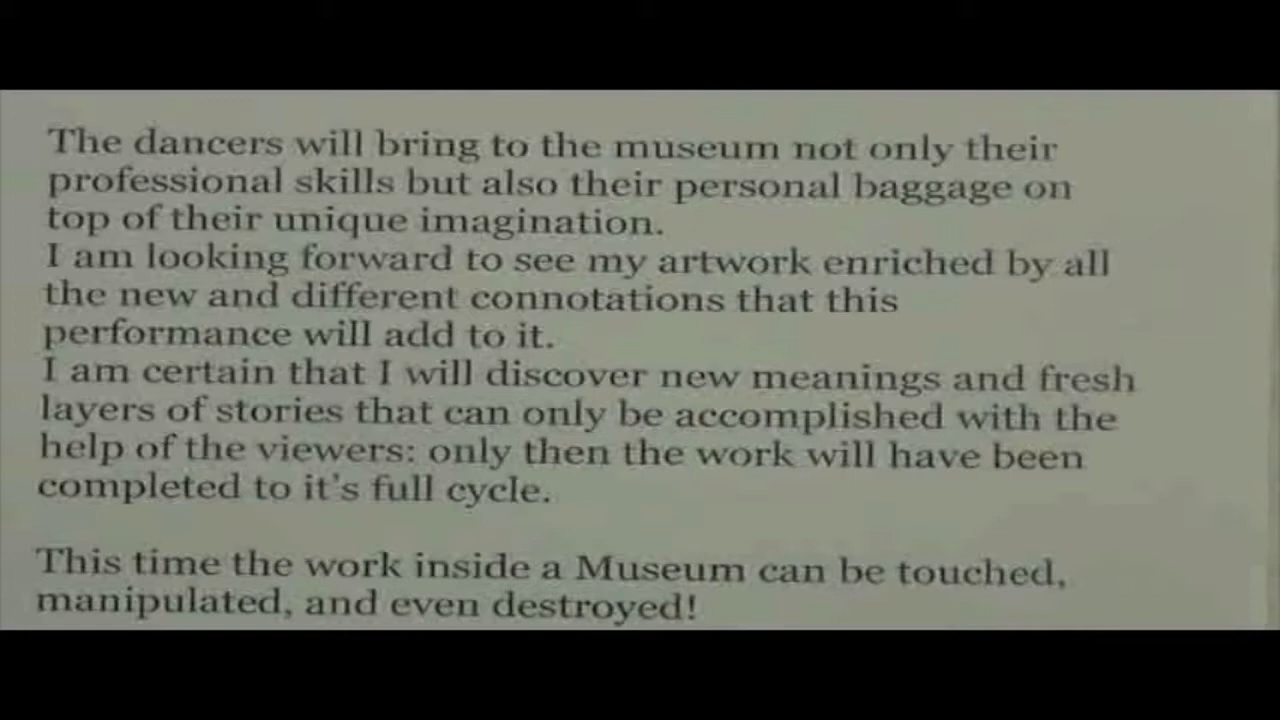 The dancers will bring to the museum not only their
professional skills but also their personal baggage on
top of their unique imagination.
I am looking forward to see my artwork enriched by all
the new and different connotations that this
performance will add to it.
I am certain that I will discover new meanings and fresh
layers of stories that can only be accomplished with the
help of the viewers: only then the work will have been
completed to it's full cycle.
This time the work inside a Museum can be touched,
manipulated, and even destroyed!